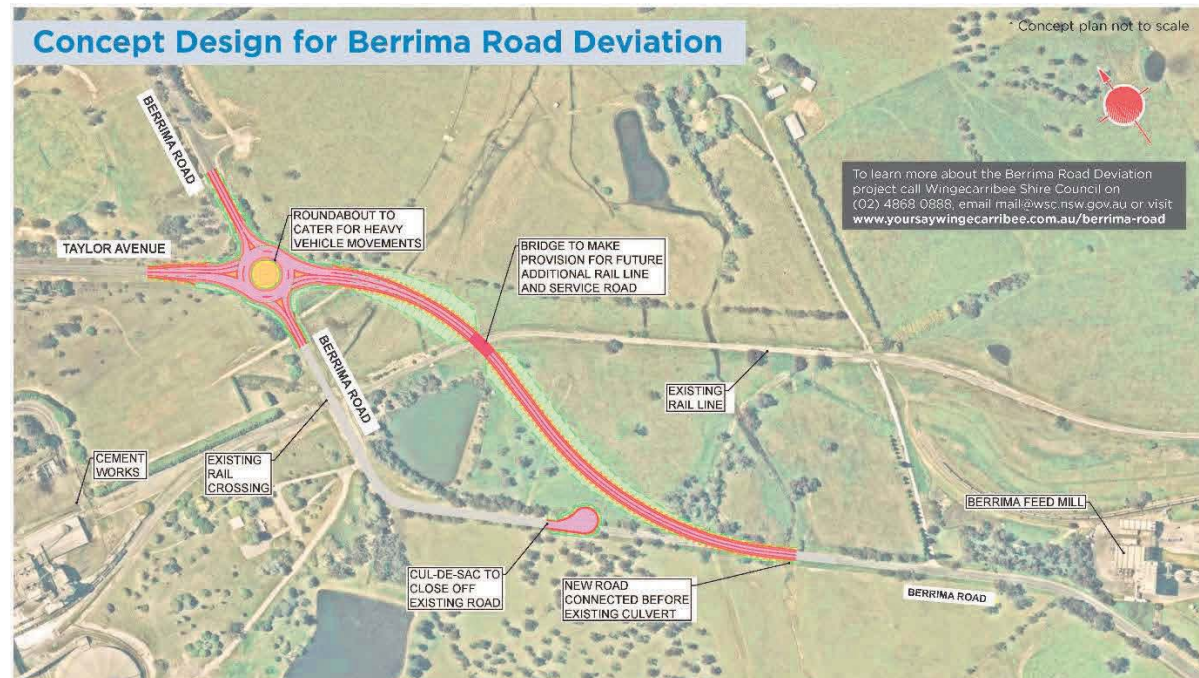 Concept Design for Berrima Road Deviation
* Concept plan not to scale
BERRIMA ROAD
TAYLOR AVENUE
ROUNDABOUT TO
CATER FOR HEAVY
VEHICLE MOVEMENTS
BRIDGE TO MAKE
PROVISION FOR FUTURE
ADDITIONAL RAIL LINE
AND SERVICE ROAD
To learn more about the Berrima Road Deviation
project call Wingecarribee Shire Council on
(02) 4868 0888, email mail@wsc.nsw.gov.au or visit
www.yoursaywingecarribee.com.au/berrima-road
BERRIMA ROAD
EXISTING
RAIL LINE
CEMENT
WORKS
EXISTING
RAIL
CROSSING
BERRIMA FEED MILL
CUL-DE-SAC TO
CLOSE OFF
EXISTING ROAD
NEW ROAD
CONNECTED BEFORE
EXISTING CULVERT
BERRIMA ROAD